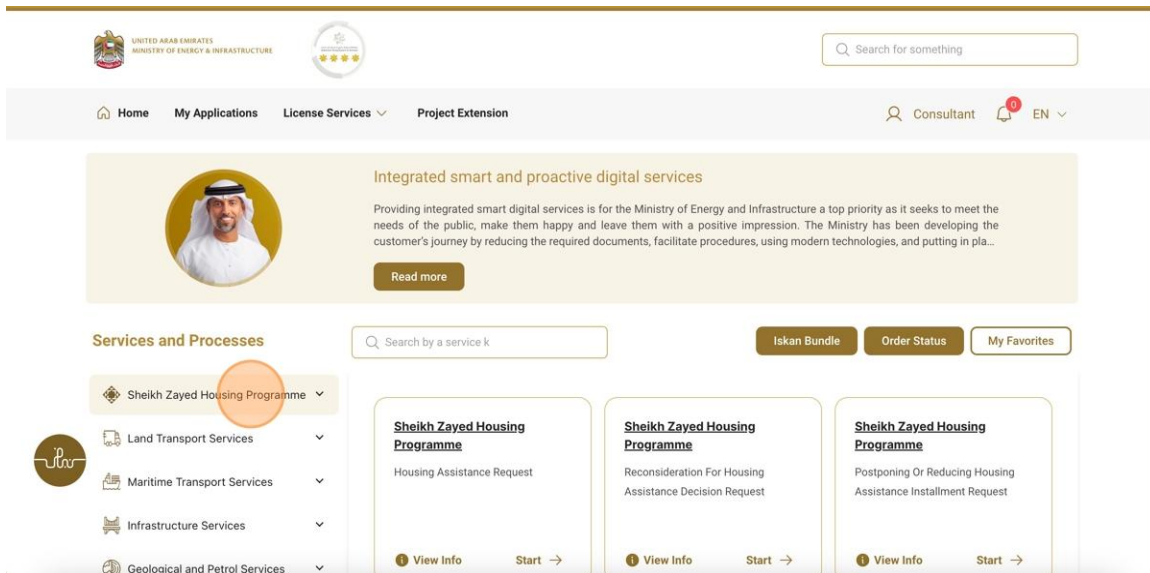 UNITED ARAB EMIRATES
MINISTRY OF ENERGY & INFRASTRUCTURE
Search for something
Home My Applications License Services Project Extension Consultant 0 EN
Integrated smart and proactive digital services
Providing integrated smart digital services is for the Ministry of Energy and Infrastructure a top priority as it seeks to meet the
needs of the public, make them happy and leave them with a positive impression. The Ministry has been developing the
customer's journey by reducing the required documents, facilitate procedures, using modern technologies, and putting in pla...
Read more
Services and Processes
Search by a service k
Iskan Bundle Order Status My Favorites
Sheikh Zayed Housing Programme
Land Transport Services
Maritime Transport Services
Infrastructure Services
Geological and Petrol Services
Sheikh Zayed Housing
Programme
Housing Assistance Request
View Info Start →
Sheikh Zayed Housing
Programme
Reconsideration For Housing
Assistance Decision Request
View Info Start →
Sheikh Zayed Housing
Programme
Postponing Or Reducing Housing
Assistance Installment Request
View Info Start →